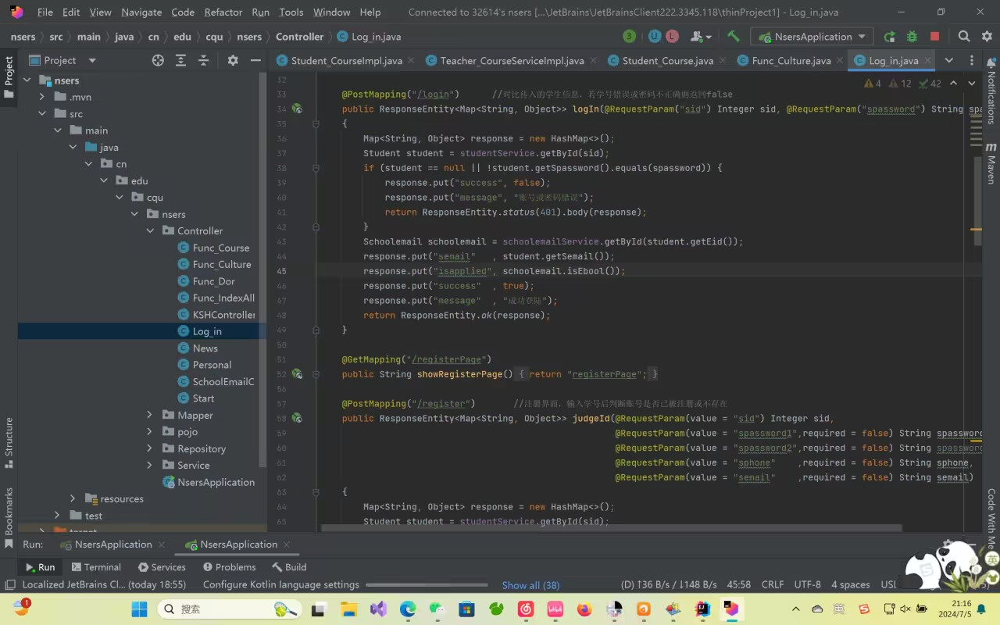 File Edit View Navigate Code Refactor Run Tools Window Help Connected to 32614's nsers [...\JetBrains\JetBrainsClient222.3345.118\thinProject1] - Log_in.java
nsers src main java cn edu cqu nsers Controller Log_in.java 3 U L NsersApplication
Project Student_CourseImpl.java Teacher_CourseServiceImpl.java Student_Course.java Func_Culture.java Log_in.java
Project
Notifications
Maven
Structure
Bookmarks
Code With Me
nsers
.mvn
src
main
java
cn
edu
cqu
nsers
Controller
Func_Course
Func_Culture
Func_Dor
Func_IndexAll
KSHController
Log_in
News
Personal
SchoolEmailC
Start
Mapper
pojo
Repository
Service
NsersApplication
resources
test
target
4 12 42
32
33 @PostMapping("/login") //对比传入的学生信息，若学号错误或密码不正确则返回false
34 public ResponseEntity<Map<String, Object>> logIn(@RequestParam("sid") Integer sid, @RequestParam("spassword") String spa
35 {
36 Map<String, Object> response = new HashMap<>();
37 Student student = studentService.getById(sid);
38 if (student == null || !student.getSpassword().equals(spassword)) {
39 response.put("success", false);
40 response.put("message", "账号或密码错误");
41 return ResponseEntity.status(401).body(response);
42 }
43 Schoolemail schoolemail = schoolemailService.getById(student.getEid());
44 response.put("semail" , student.getSemail());
45 response.put("isapplied", schoolemail.isEbool());
46 response.put("success" , true);
47 response.put("message" , "成功登陆");
48 return ResponseEntity.ok(response);
49 }
50
51 @GetMapping("/registerPage")
52 public String showRegisterPage() { return "registerPage"; }
56
57 @PostMapping("/register") //注册界面，输入学号后判断账号是否已被注册或不存在
58 public ResponseEntity<Map<String, Object>> judgeId(@RequestParam(value = "sid") Integer sid,
59 @RequestParam(value = "spassword1",required = false) String spassword
60 @RequestParam(value = "spassword2",required = false) String spassword
61 @RequestParam(value = "sphone" ,required = false) String sphone,
62 @RequestParam(value = "semail" ,required = false) String semail)
63 {
64 Map<String, Object> response = new HashMap<>();
65 Student student = studentService.getById(sid);
Run: NsersApplication NsersApplication
Run Terminal Services Problems Build
Localized JetBrains Cl... (today 18:55) Configure Kotlin language settings Show all (38) (D) ↑36 B/s / ↓148 B/s 45:58 CRLF UTF-8 4 spaces USL
1 搜索 英 21:16
2024/7/5